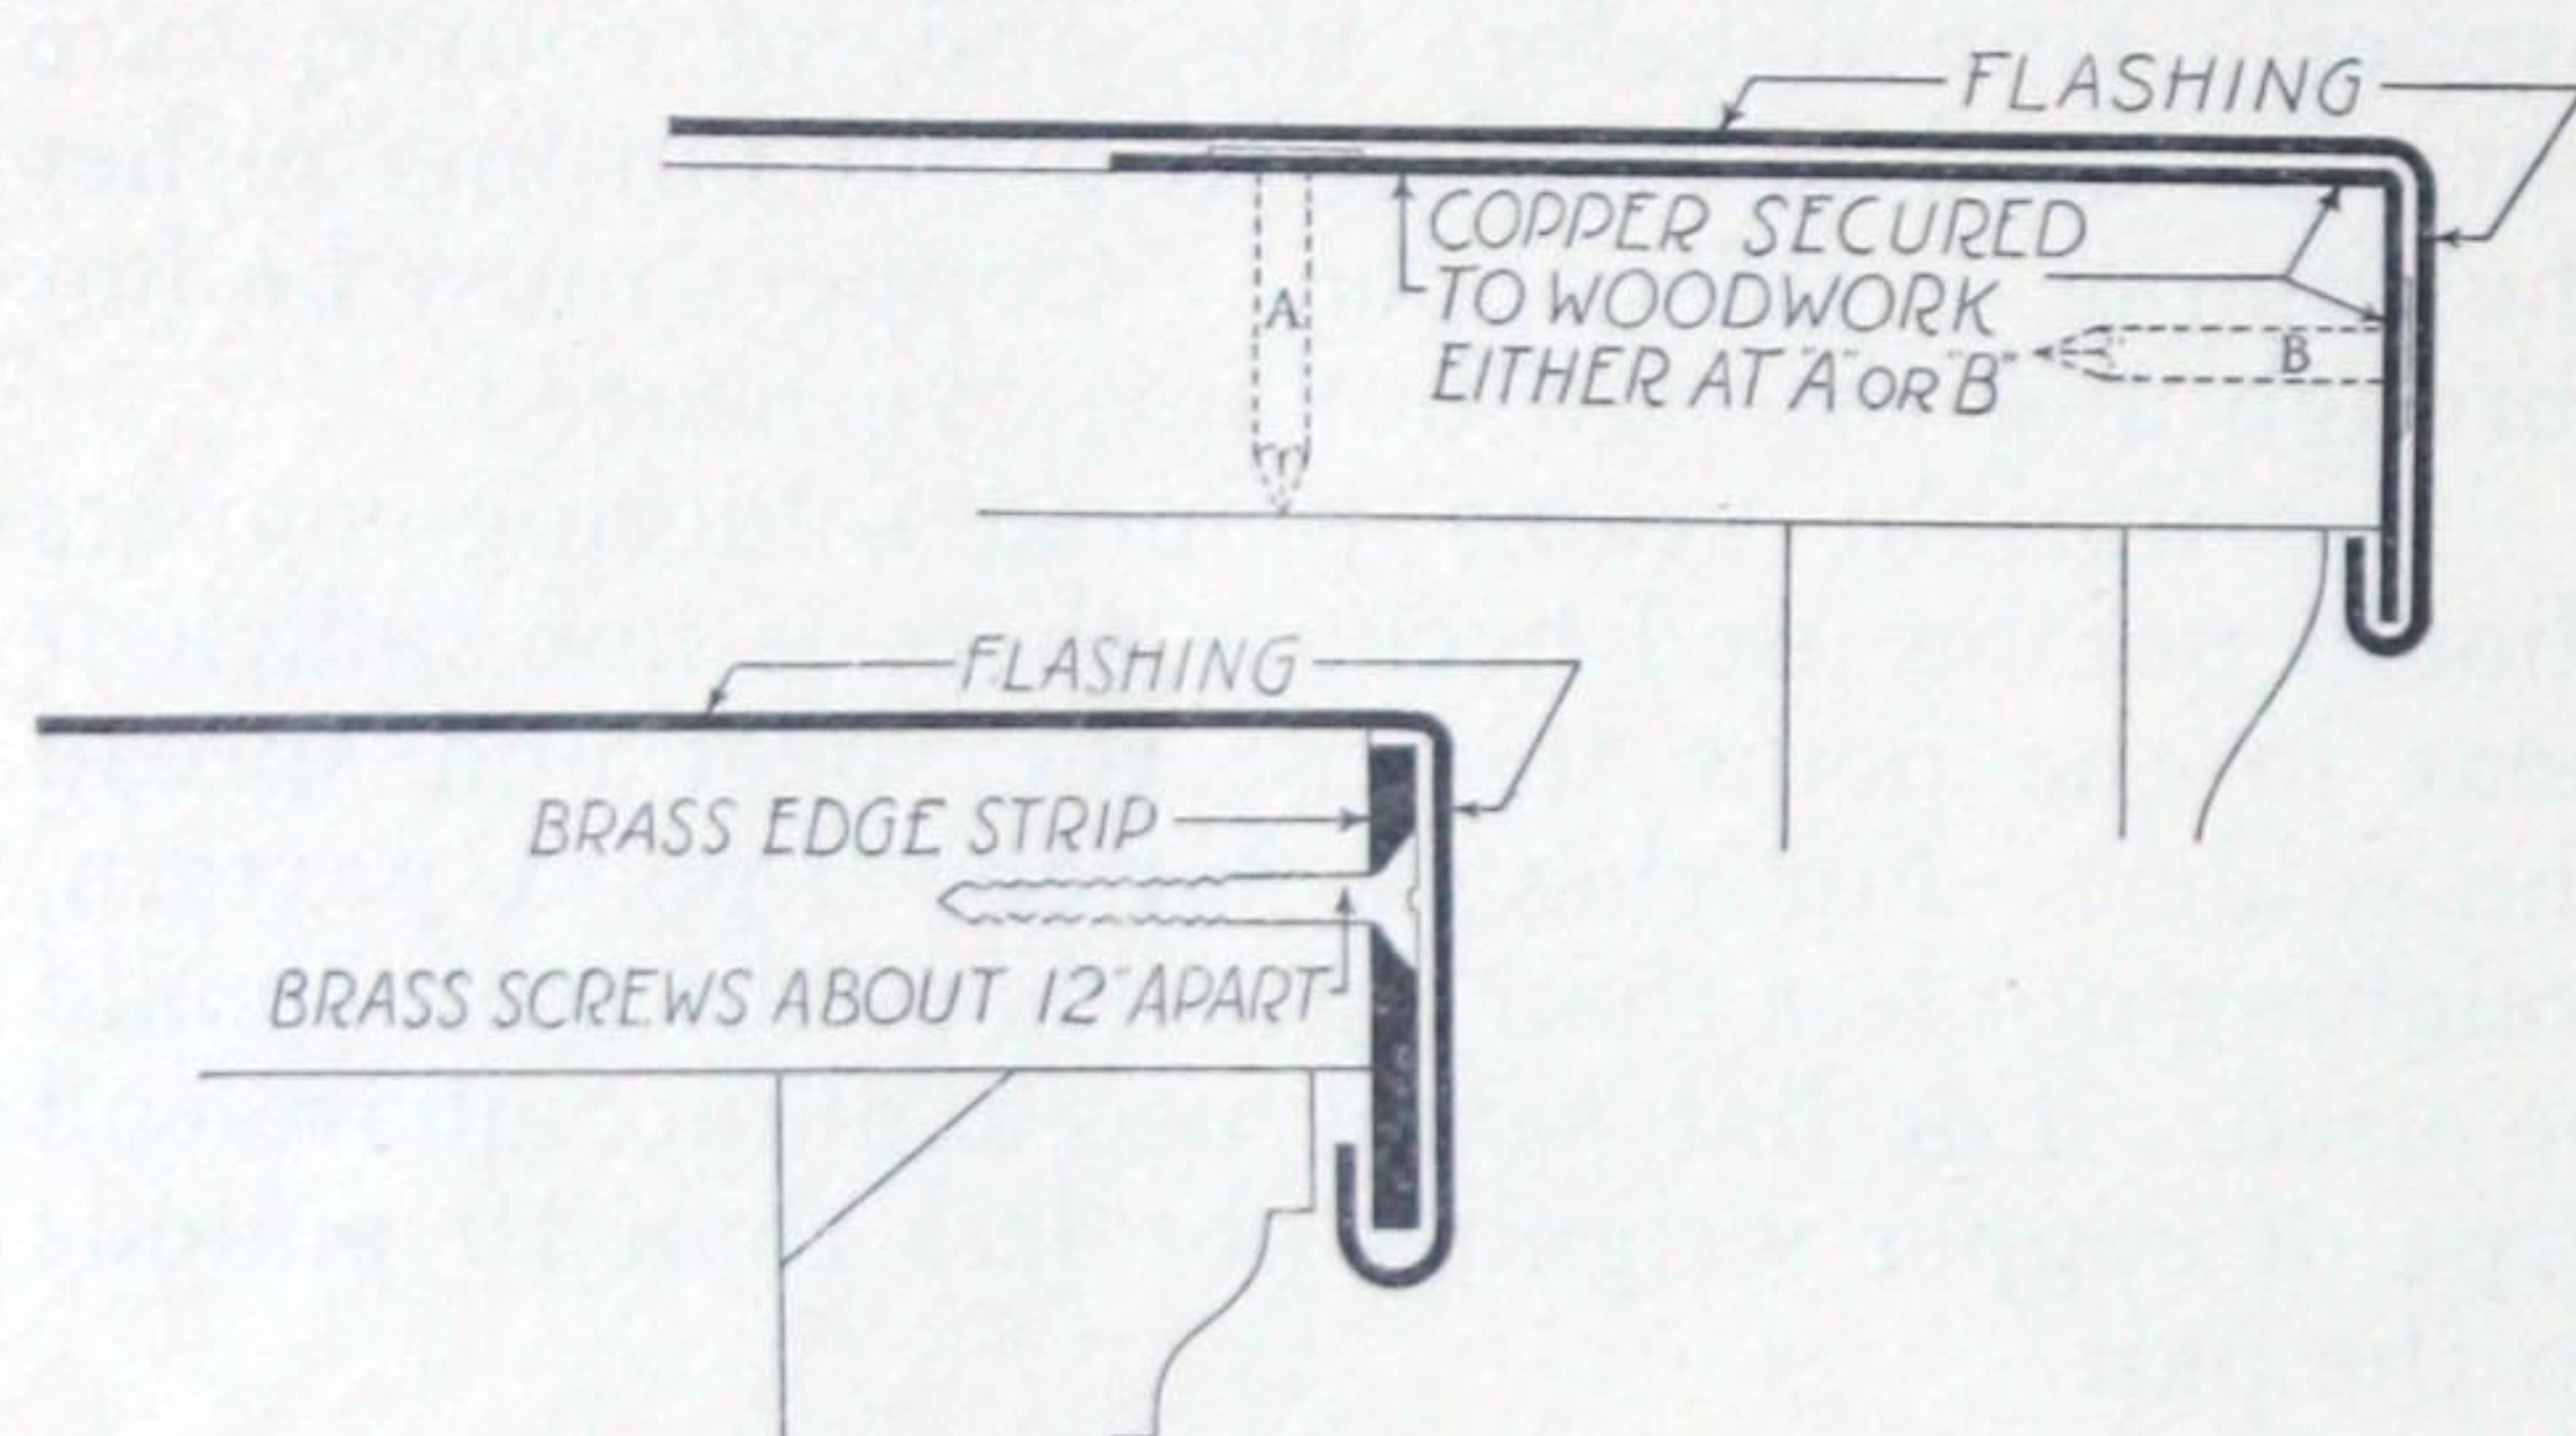 FLASHING
COPPER SECURED
TO WOODWORK
EITHER AT "A" OR "B"
A
B
FLASHING
BRASS EDGE STRIP
BRASS SCREWS ABOUT 12" APART